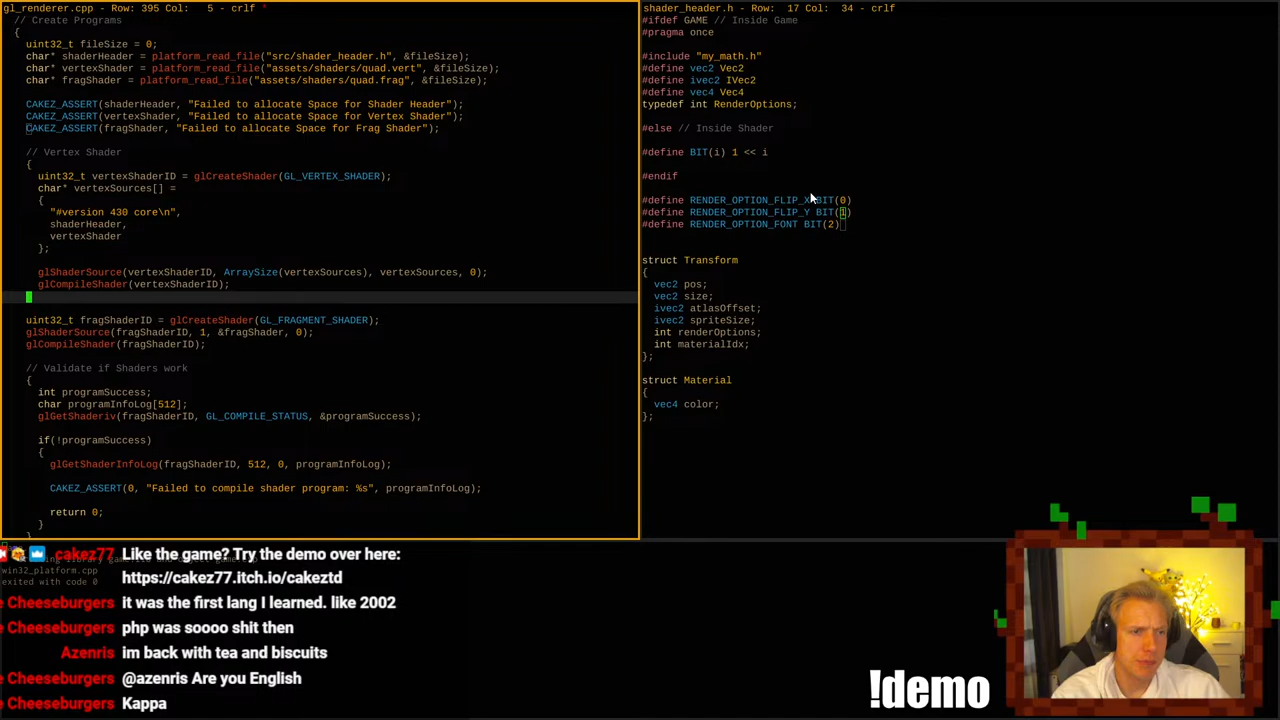 gl_renderer.cpp - Row: 395 Col:   5 - crlf *
// Create Programs
{
uint32_t fileSize = 0;
char* shaderHeader = platform_read_file("src/shader_header.h", &fileSize);
char* vertexShader = platform_read_file("assets/shaders/quad.vert", &fileSize);
char* fragShader = platform_read_file("assets/shaders/quad.frag", &fileSize);
CAKEZ_ASSERT(shaderHeader, "Failed to allocate Space for Shader Header");
CAKEZ_ASSERT(vertexShader, "Failed to allocate Space for Vertex Shader");
CAKEZ_ASSERT(fragShader, "Failed to allocate Space for Frag Shader");
// Vertex Shader
{
uint32_t vertexShaderID = glCreateShader(GL_VERTEX_SHADER);
char* vertexSources[] =
{
"#version 430 core\n",
shaderHeader,
vertexShader
};
glShaderSource(vertexShaderID, ArraySize(vertexSources), vertexSources, 0);
glCompileShader(vertexShaderID);
uint32_t fragShaderID = glCreateShader(GL_FRAGMENT_SHADER);
glShaderSource(fragShaderID, 1, &fragShader, 0);
glCompileShader(fragShaderID);
// Validate if Shaders work
{
int programSuccess;
char programInfoLog[512];
glGetShaderiv(fragShaderID, GL_COMPILE_STATUS, &programSuccess);
if(!programSuccess)
{
glGetShaderInfoLog(fragShaderID, 512, 0, programInfoLog);
CAKEZ_ASSERT(0, "Failed to compile shader program: %s", programInfoLog);
return 0;
}
}
shader_header.h - Row:  17 Col:  34 - crlf
#ifdef GAME // Inside Game
#pragma once
#include "my_math.h"
#define vec2 Vec2
#define ivec2 IVec2
#define vec4 Vec4
typedef int RenderOptions;
#else // Inside Shader
#define BIT(i) 1 << i
#endif
#define RENDER_OPTION_FLIP_X BIT(0)
#define RENDER_OPTION_FLIP_Y BIT(1)
#define RENDER_OPTION_FONT BIT(2)
struct Transform
{
vec2 pos;
vec2 size;
ivec2 atlasOffset;
ivec2 spriteSize;
int renderOptions;
int materialIdx;
};
struct Material
{
vec4 color;
};
win32_platform.cpp
exited with code 0
cakez77 Like the game? Try the demo over here:
https://cakez77.itch.io/cakeztd
e Cheeseburgers it was the first lang I learned. like 2002
e Cheeseburgers php was soooo shit then
Azenris im back with tea and biscuits
e Cheeseburgers @azenris Are you English
e Cheeseburgers Kappa
!demo